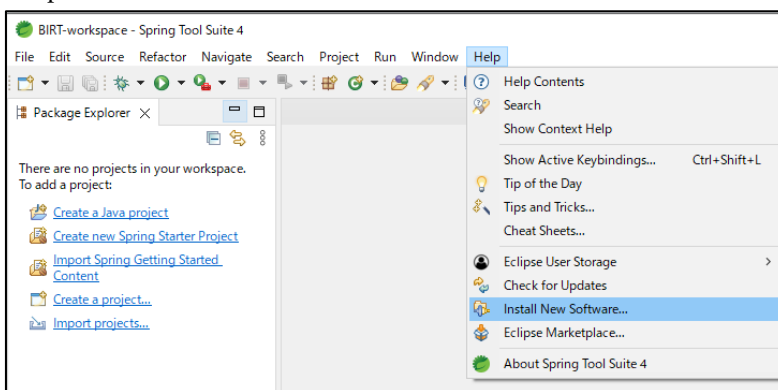 BIRT-workspace - Spring Tool Suite 4
File Edit Source Refactor Navigate Search Project Run Window Help
Package Explorer
There are no projects in your workspace.
To add a project:
Create a Java project
Create new Spring Starter Project
Import Spring Getting Started
Content
Create a project...
Import projects...
Help Contents
Search
Show Context Help
Show Active Keybindings... Ctrl+Shift+L
Tip of the Day
Tips and Tricks...
Cheat Sheets...
Eclipse User Storage
Check for Updates
Install New Software...
Eclipse Marketplace...
About Spring Tool Suite 4